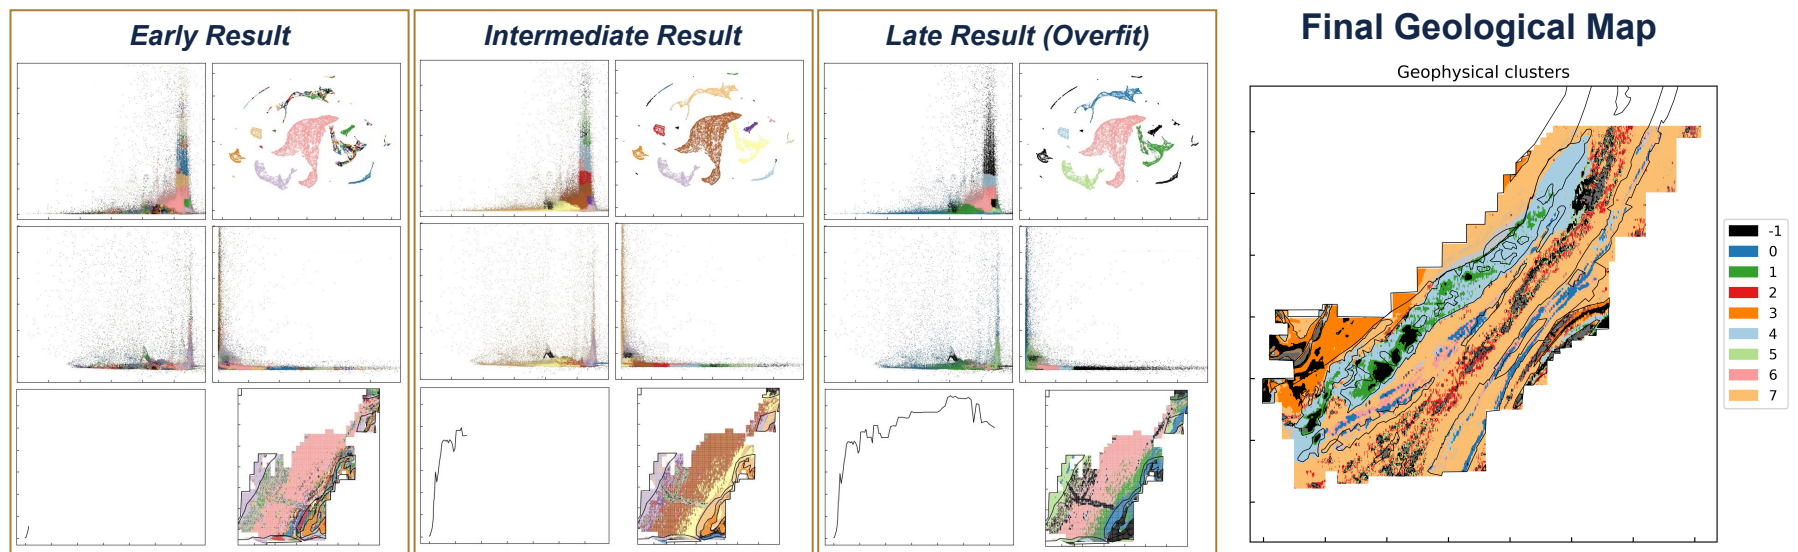 Early Result
Intermediate Result
Late Result (Overfit)
Final Geological Map
Geophysical clusters
-1
0
1
2
3
4
5
6
7